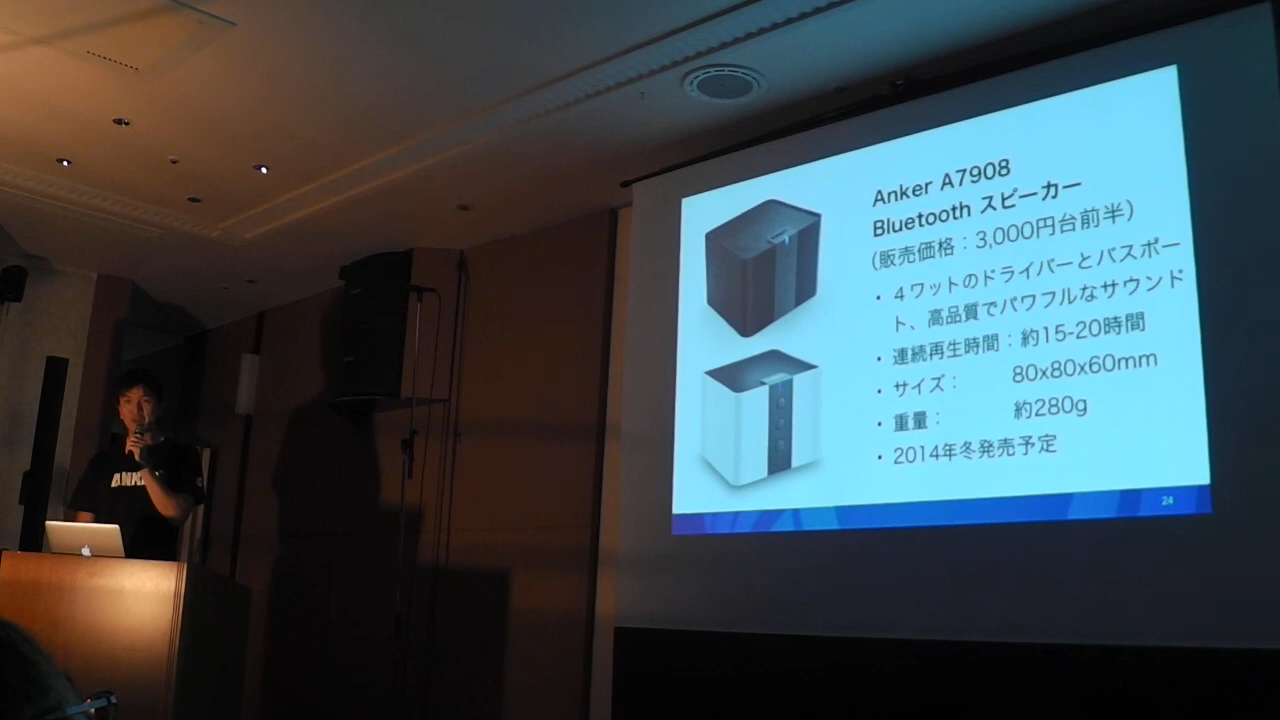 Anker A7908
Bluetooth スピーカー
(販売価格：3,000円台前半)
・４ワットのドライバーとバスポー
ト、高品質でパワフルなサウンド
・連続再生時間：約15-20時間
・サイズ： 80x80x60mm
・重量： 約280g
・2014年冬発売予定
24